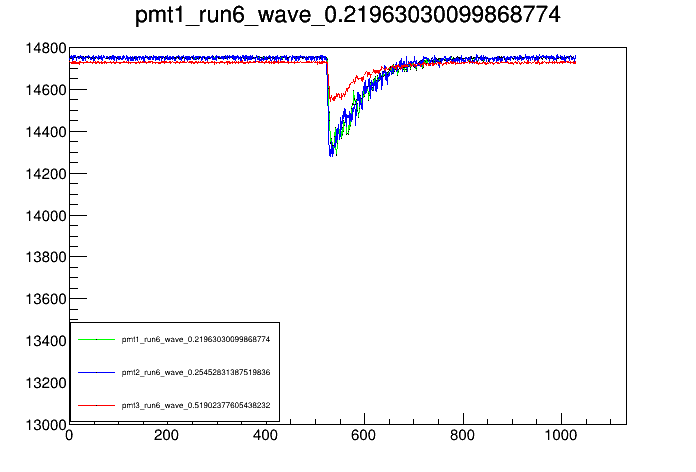 pmt1_run6_wave_0.21963030099868774
14800
14600
14400
14200
14000
13800
13600
13400
13200
13000
pmt1_run6_wave_0.21963030099868774
pmt2_run6_wave_0.25452831387519836
pmt3_run6_wave_0.51902377605438232
0 200 400 600 800 1000